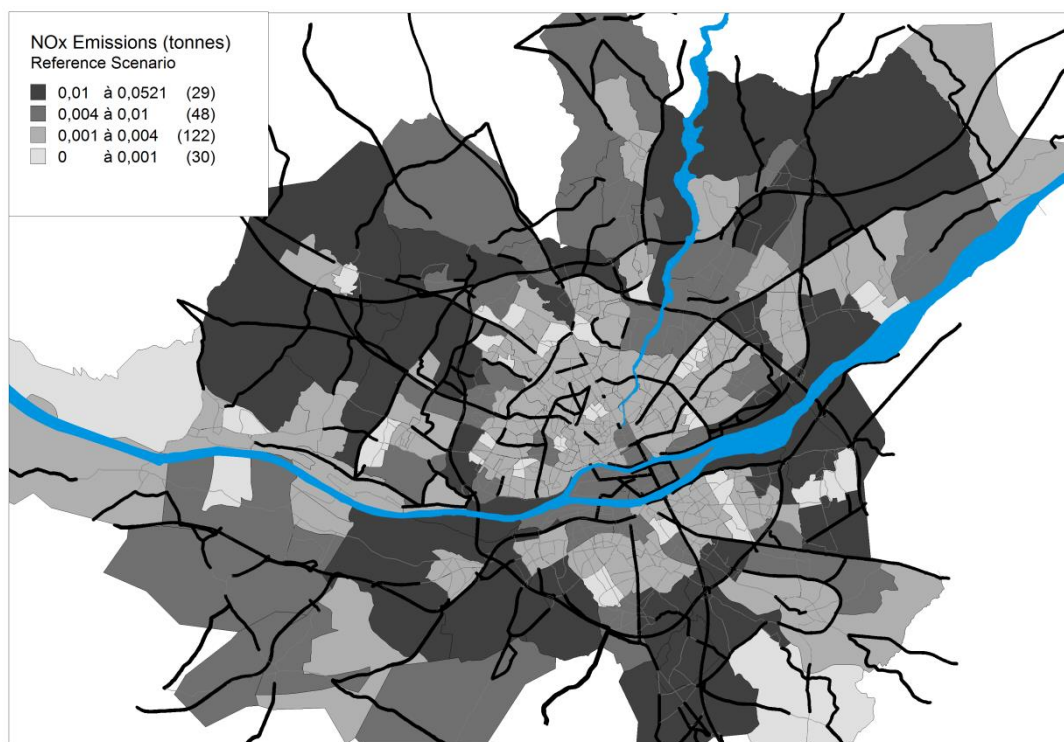 NOx Emissions (tonnes)
Reference Scenario
0,01 à 0,0521 (29)
0,004 à 0,01 (48)
0,001 à 0,004 (122)
0 à 0,001 (30)